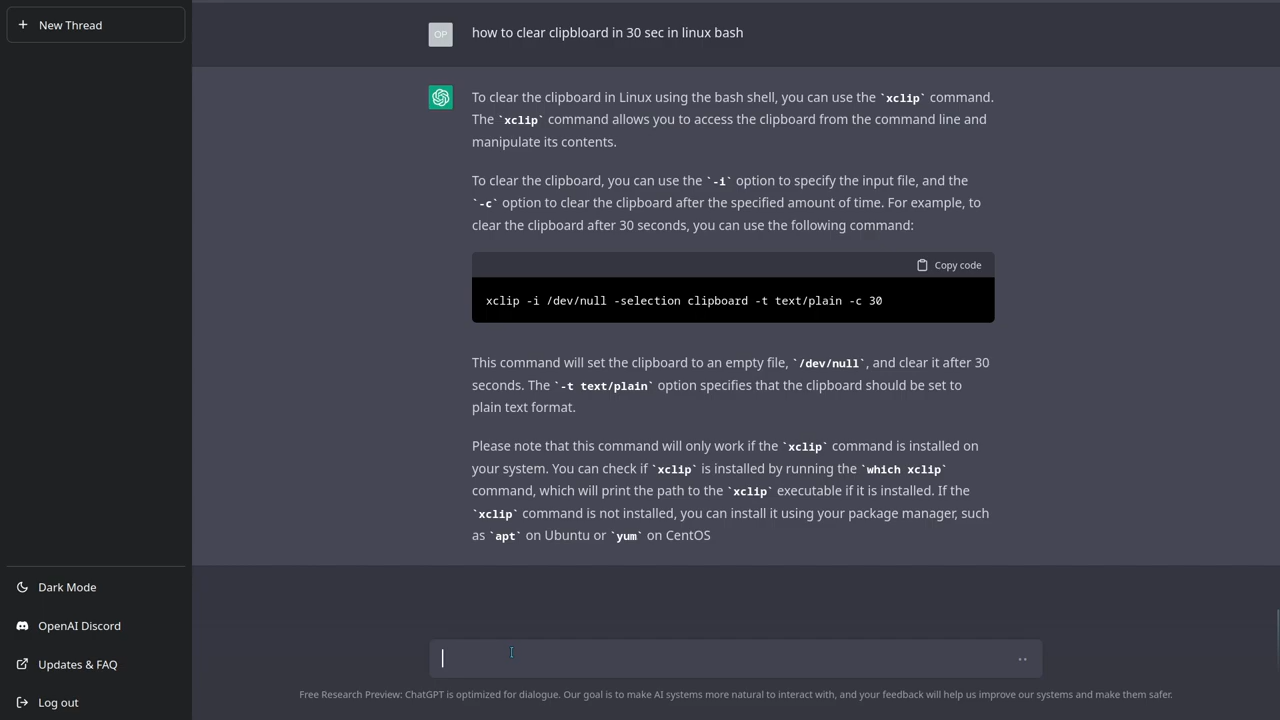 New Thread
OP
how to clear clipbloard in 30 sec in linux bash
To clear the clipboard in Linux using the bash shell, you can use the `xclip` command.
The `xclip` command allows you to access the clipboard from the command line and
manipulate its contents.
To clear the clipboard, you can use the `-i` option to specify the input file, and the
`-c` option to clear the clipboard after the specified amount of time. For example, to
clear the clipboard after 30 seconds, you can use the following command:
Copy code
xclip -i /dev/null -selection clipboard -t text/plain -c 30
This command will set the clipboard to an empty file, `/dev/null`, and clear it after 30
seconds. The `-t text/plain` option specifies that the clipboard should be set to
plain text format.
Please note that this command will only work if the `xclip` command is installed on
your system. You can check if `xclip` is installed by running the `which xclip`
command, which will print the path to the `xclip` executable if it is installed. If the
`xclip` command is not installed, you can install it using your package manager, such
as `apt` on Ubuntu or `yum` on CentOS
Dark Mode
OpenAI Discord
Updates & FAQ
Log out
Free Research Preview: ChatGPT is optimized for dialogue. Our goal is to make AI systems more natural to interact with, and your feedback will help us improve our systems and make them safer.